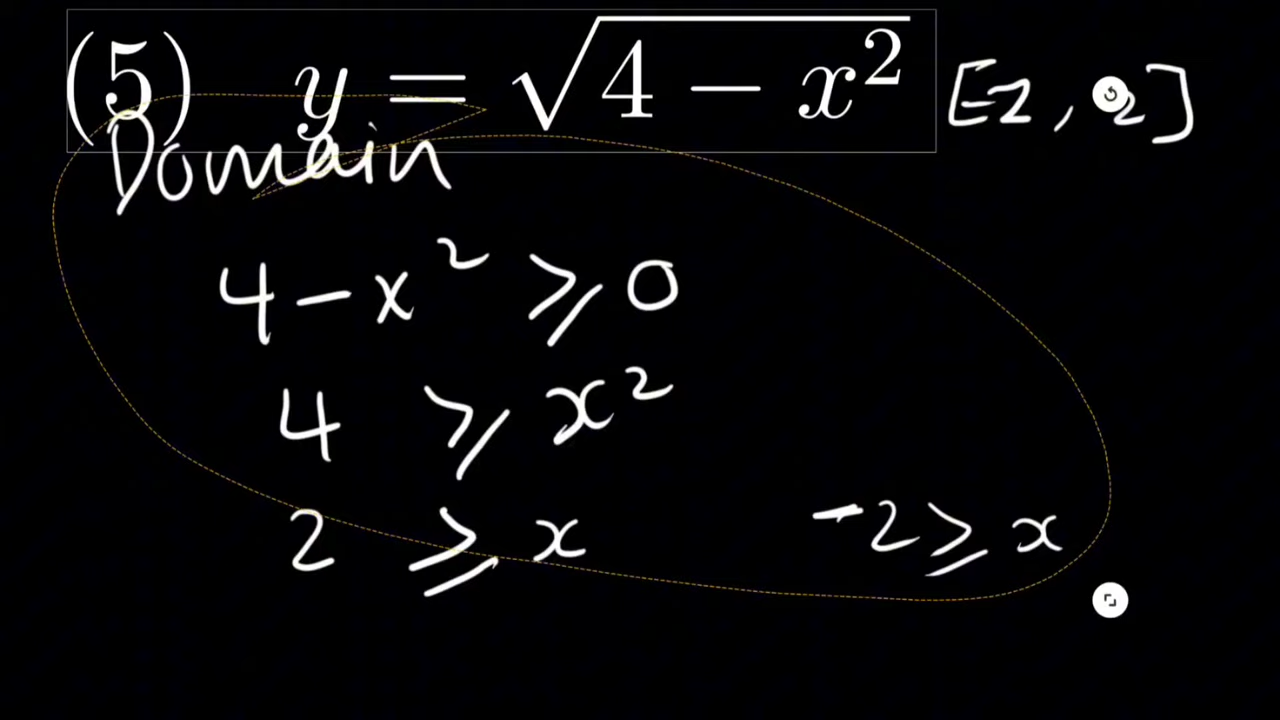 (5) y = √4 − x² [-2, 2]
Domain
4 - x² ⩾ 0
4 ⩾ x²
2 ⩾ x -2 ⩾ x